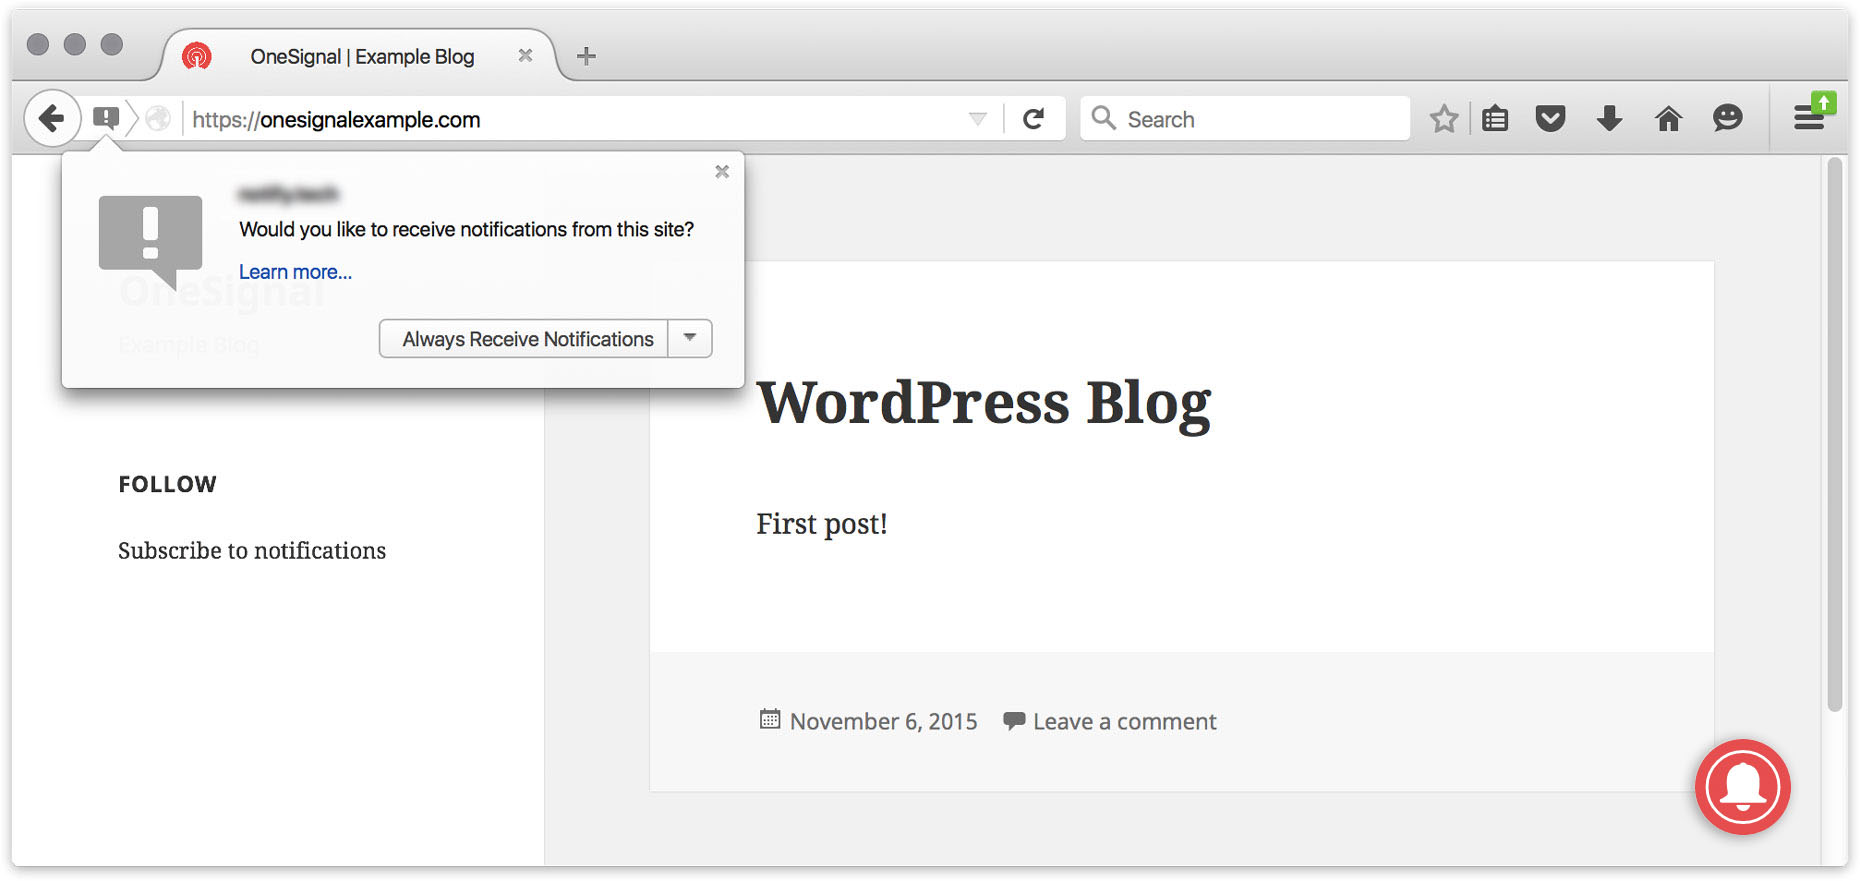 OneSignal | Example Blog
https://onesignalexample.com
Search
Would you like to receive notifications from this site?
Learn more...
OneSignal
Example Blog
Always Receive Notifications
WordPress Blog
FOLLOW
First post!
Subscribe to notifications
November 6, 2015 Leave a comment